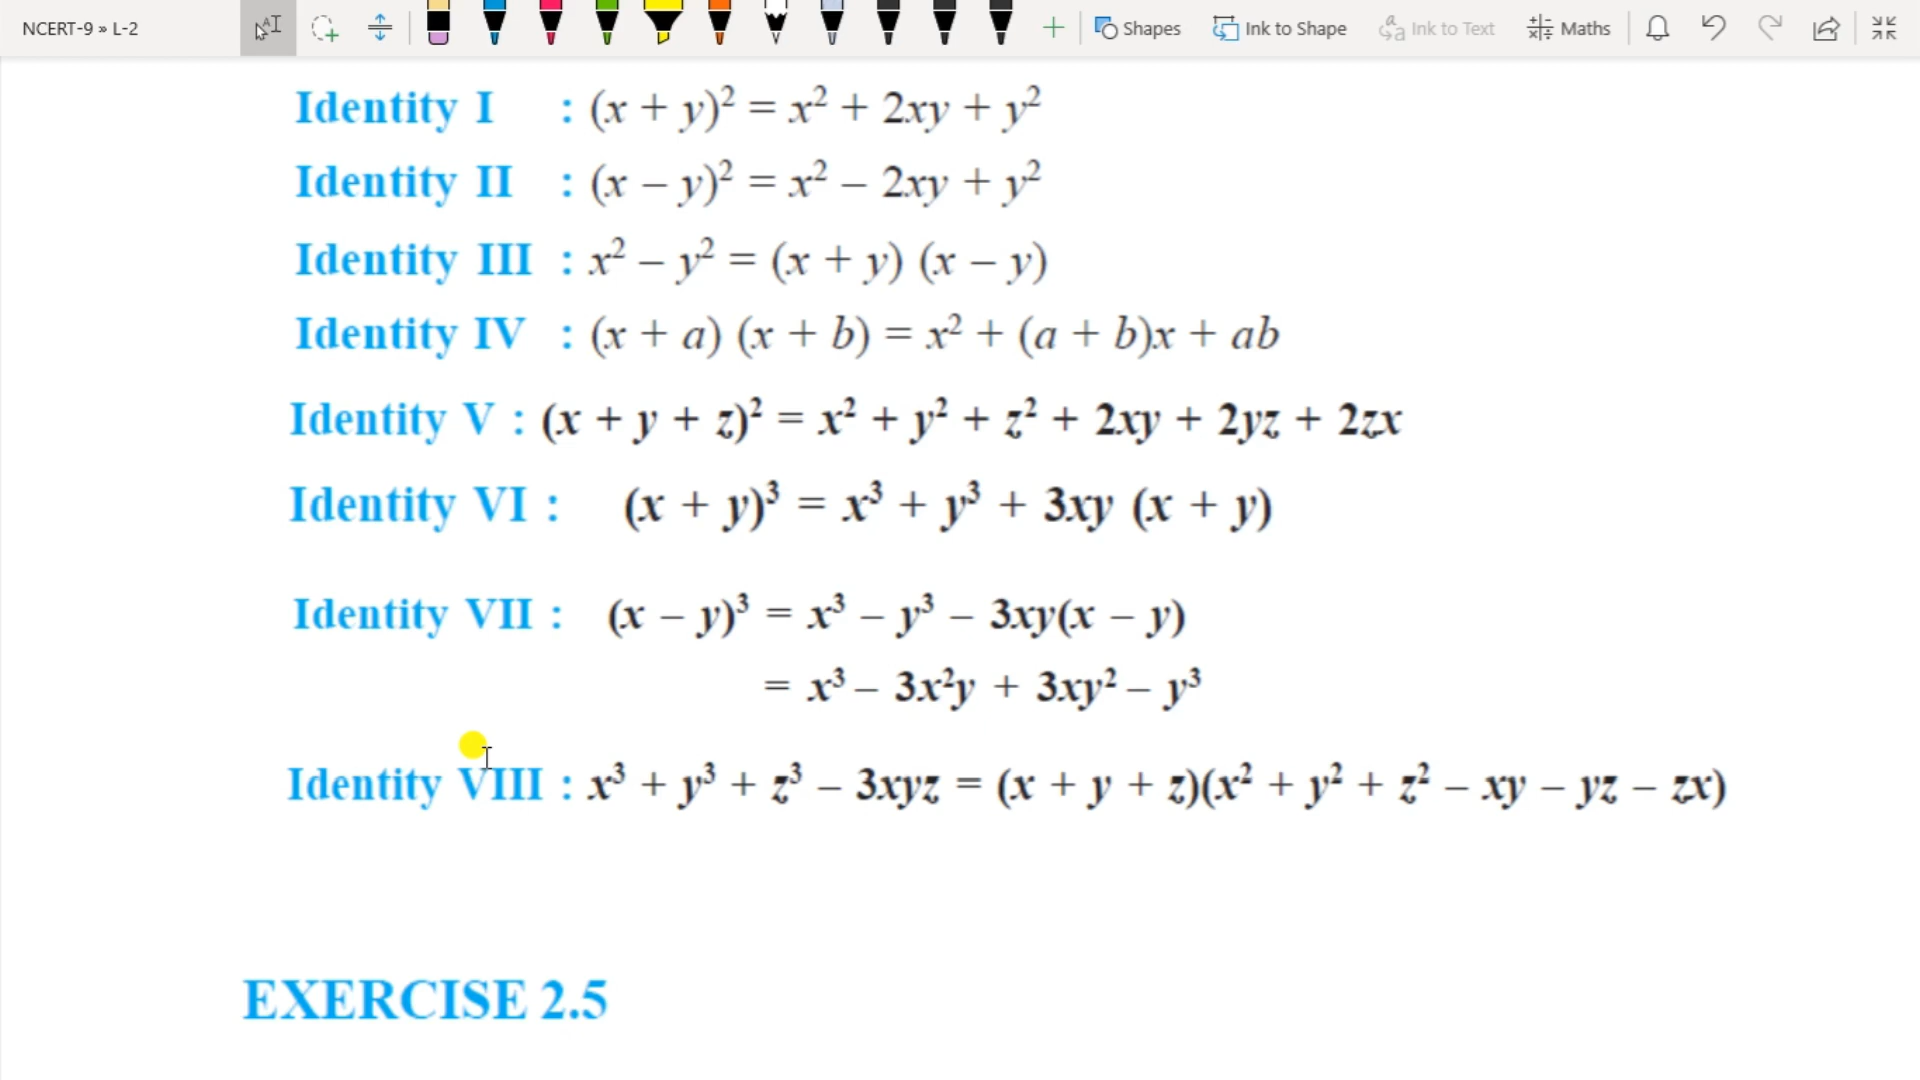 NCERT-9 » L-2
Shapes
Ink to Shape
Ink to Text
Maths
Identity I : (x + y)² = x² + 2xy + y²
Identity II : (x – y)² = x² – 2xy + y²
Identity III : x² – y² = (x + y) (x – y)
Identity IV : (x + a) (x + b) = x² + (a + b)x + ab
Identity V : (x + y + z)² = x² + y² + z² + 2xy + 2yz + 2zx
Identity VI : (x + y)³ = x³ + y³ + 3xy (x + y)
Identity VII : (x – y)³ = x³ – y³ – 3xy(x – y)
= x³ – 3x²y + 3xy² – y³
Identity VIII : x³ + y³ + z³ – 3xyz = (x + y + z)(x² + y² + z² – xy – yz – zx)
EXERCISE 2.5